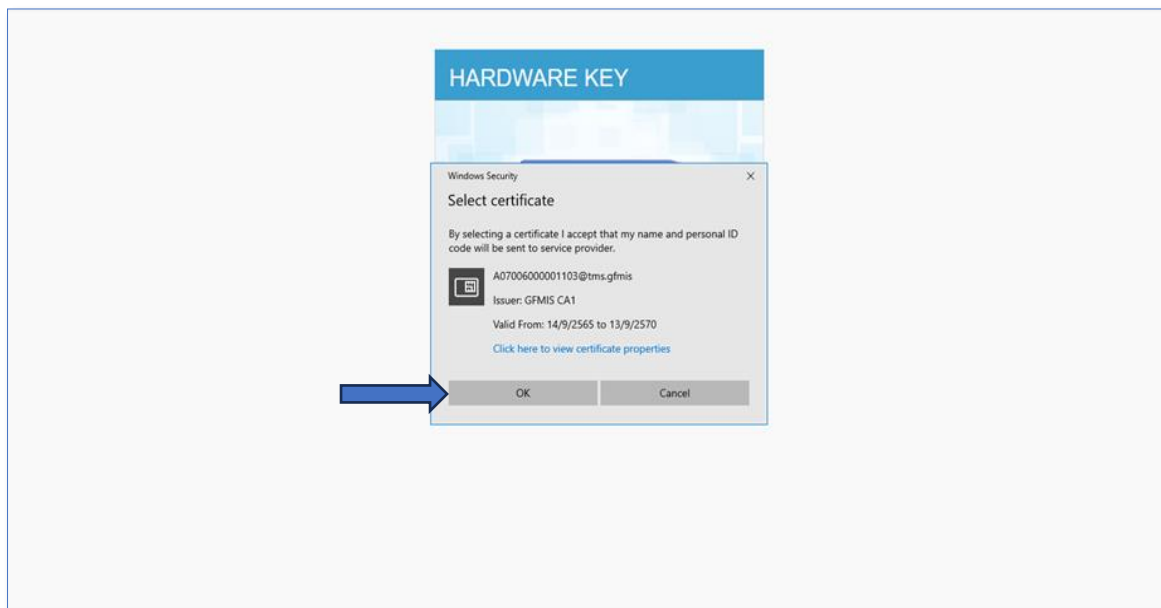 HARDWARE KEY
Windows Security
Select certificate
By selecting a certificate I accept that my name and personal ID
code will be sent to service provider.
A07006000001103@tms.gfmis
Issuer: GFMIS CA1
Valid From: 14/9/2565 to 13/9/2570
Click here to view certificate properties
OK
Cancel